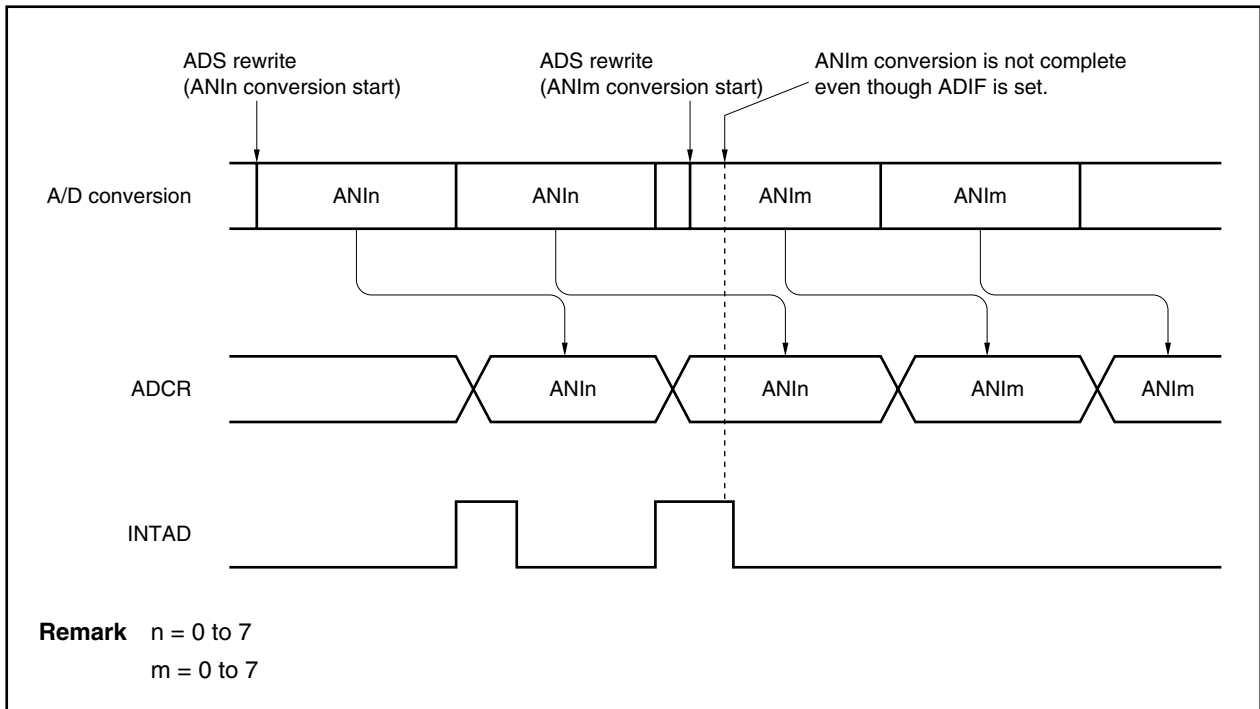 ADS rewrite
(ANIn conversion start)
ADS rewrite
(ANIm conversion start)
ANIm conversion is not complete
even though ADIF is set.
A/D conversion
ANIn
ANIn
ANIm
ANIm
ADCR
ANIn
ANIn
ANIm
ANIm
INTAD
Remark n = 0 to 7
m = 0 to 7